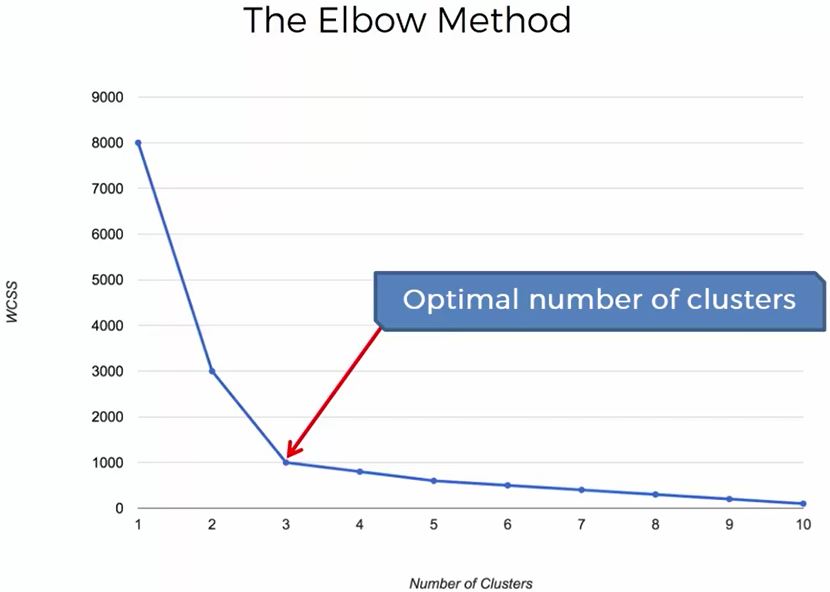 The Elbow Method
9000
8000
7000
6000
5000
4000
3000
2000
1000
0
WCSS
Optimal number of clusters
1 2 3 4 5 6 7 8 9 10
Number of Clusters